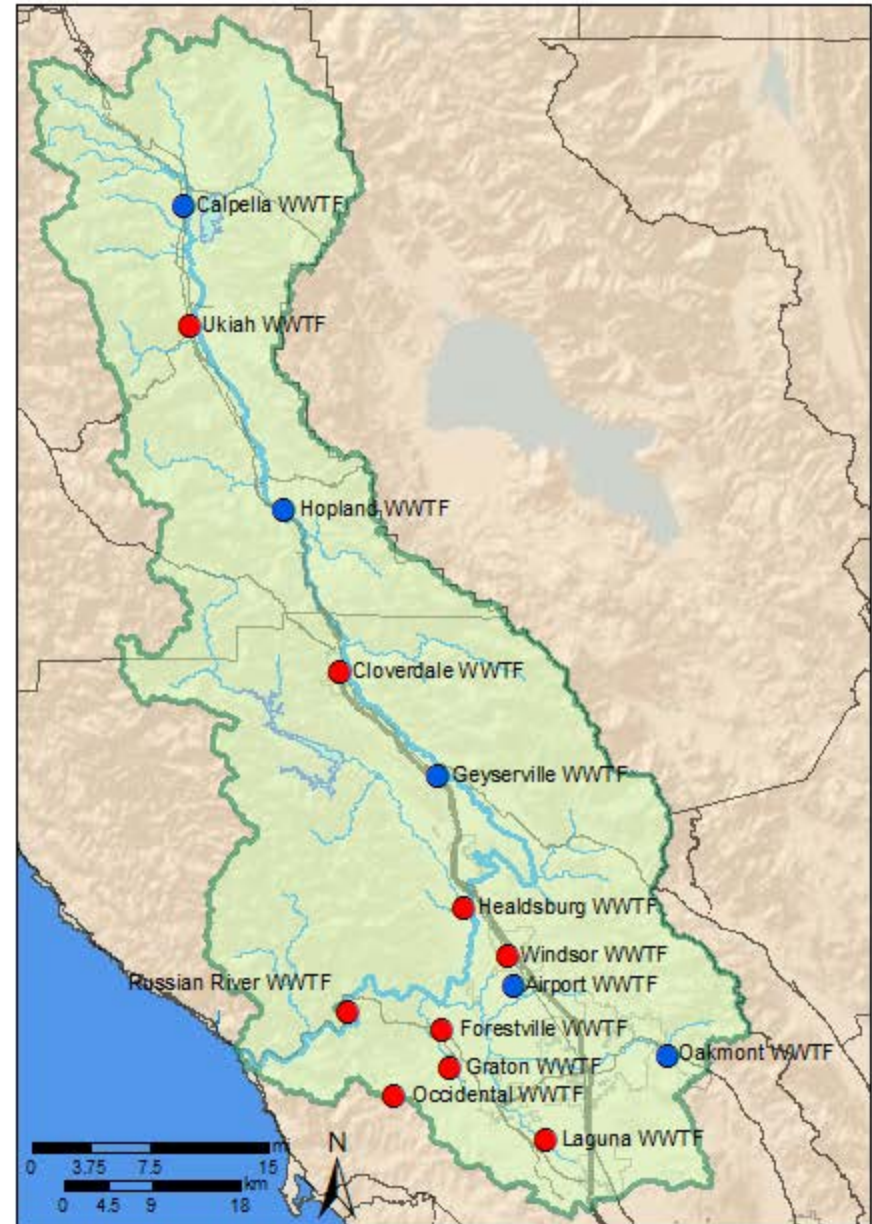 Calpella WWTF
Ukiah WWTF
Hopland WWTF
Cloverdale WWTF
Geyserville WWTF
Healdsburg WWTF
Windsor WWTF
Russian River WWTF
Airport WWTF
Forestville WWTF
Oakmont WWTF
Graton WWTF
Occidental WWTF
Laguna WWTF
N
mi
0 3.75 7.5 15
km
0 4.5 9 18